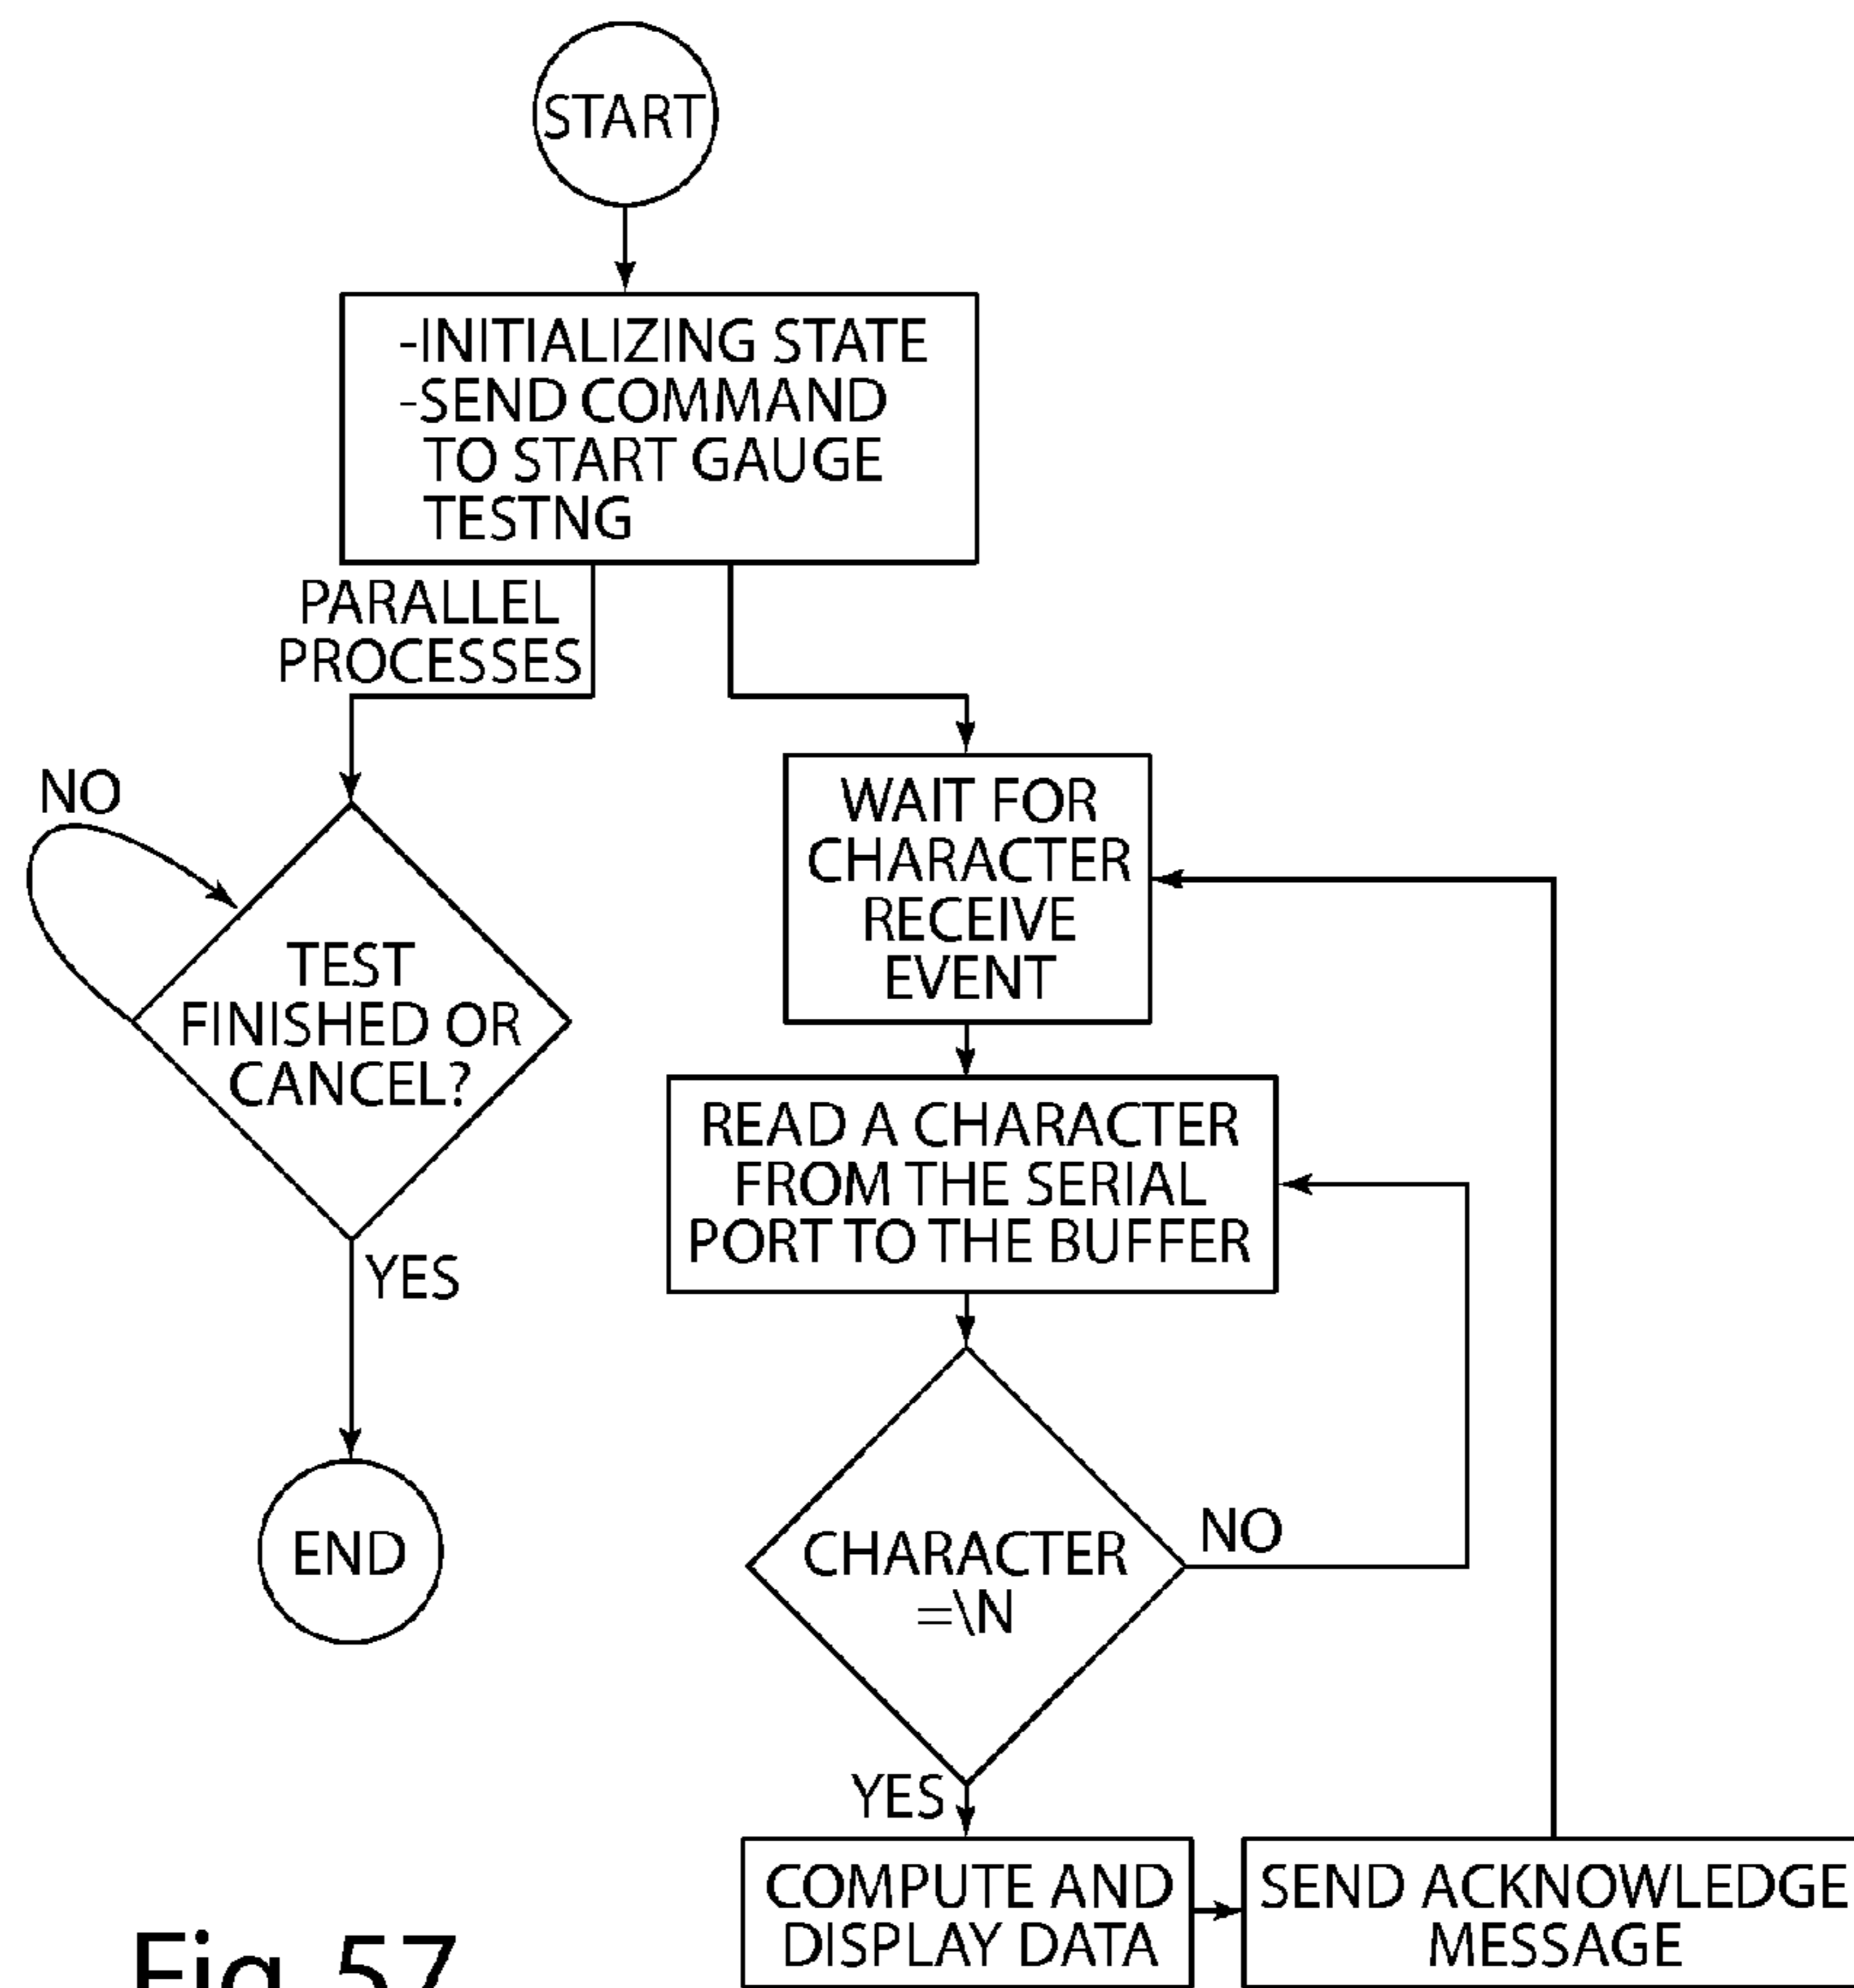 START
-INITIALIZING STATE
-SEND COMMAND
TO START GAUGE
TESTNG
PARALLEL
PROCESSES
NO
TEST
FINISHED OR
CANCEL?
YES
END
WAIT FOR
CHARACTER
RECEIVE
EVENT
READ A CHARACTER
FROM THE SERIAL
PORT TO THE BUFFER
CHARACTER
=\N
NO
YES
COMPUTE AND
DISPLAY DATA
SEND ACKNOWLEDGE
MESSAGE
Fig. 57